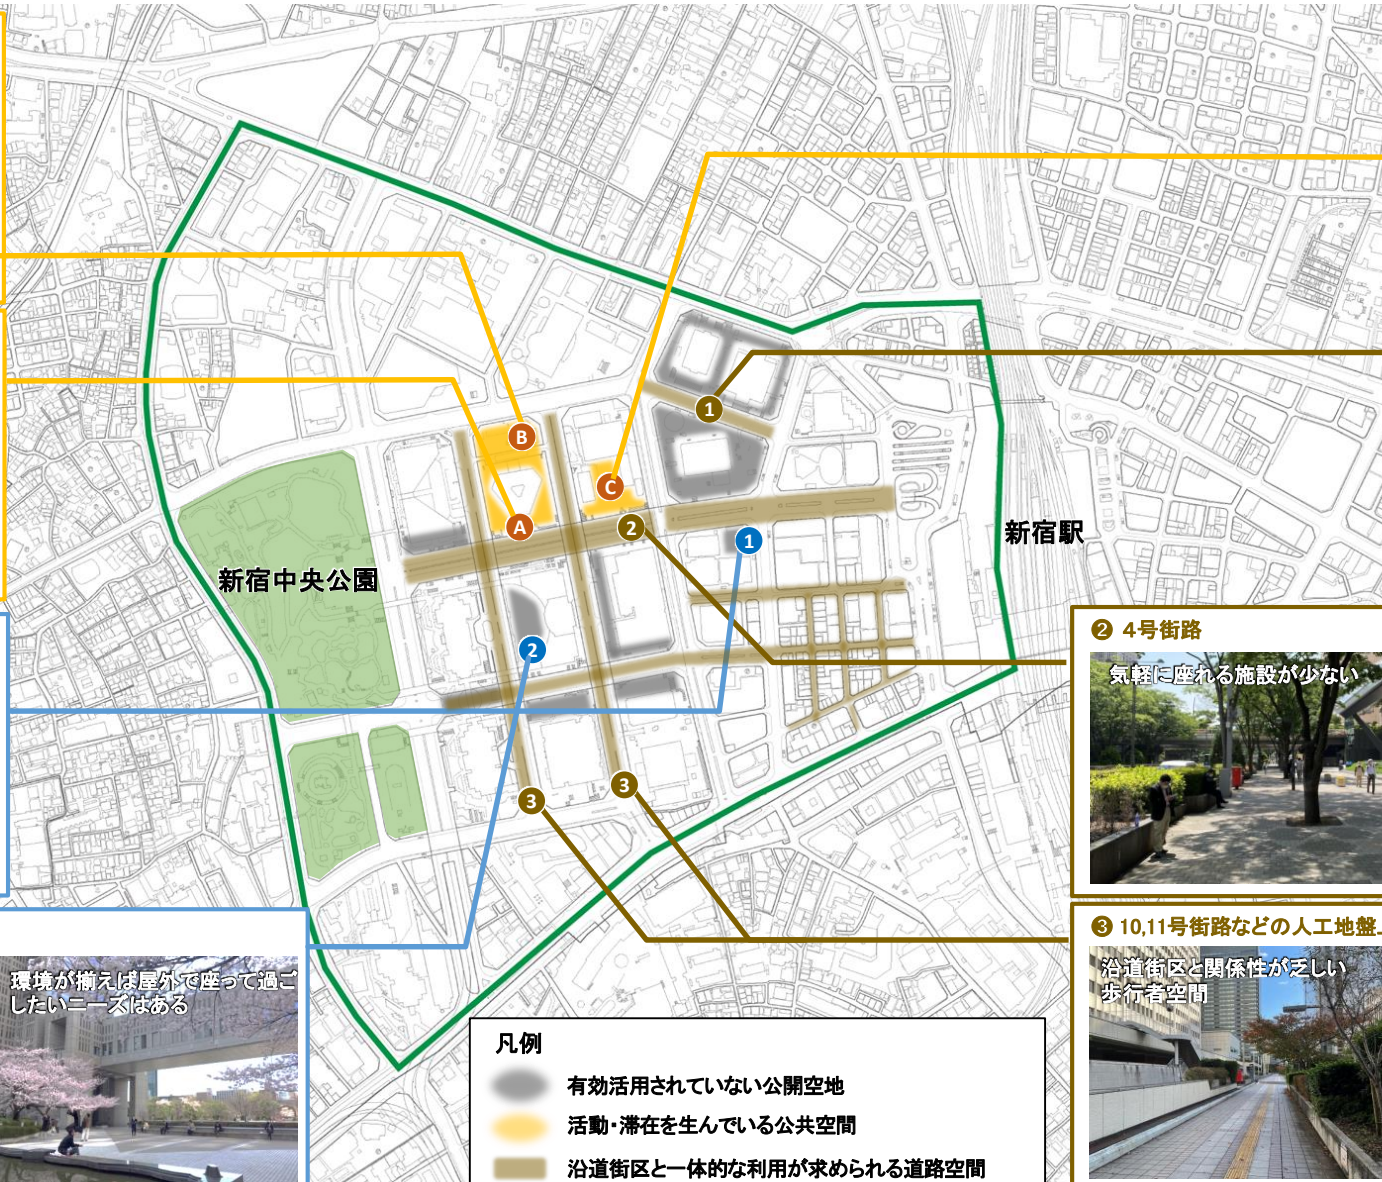 B
1
C
A
2
1
新宿駅
新宿中央公園
2
3
3
❷ 4号街路
気軽に座れる施設が少ない
❸ 10,11号街路などの人工地盤
沿道街区と関係性が乏しい
歩行者空間
環境が揃えば屋外で座って過ご
したいニーズはある
凡例
有効活用されていない公開空地
活動・滞在を生んでいる公共空間
沿道街区と一体的な利用が求められる道路空間